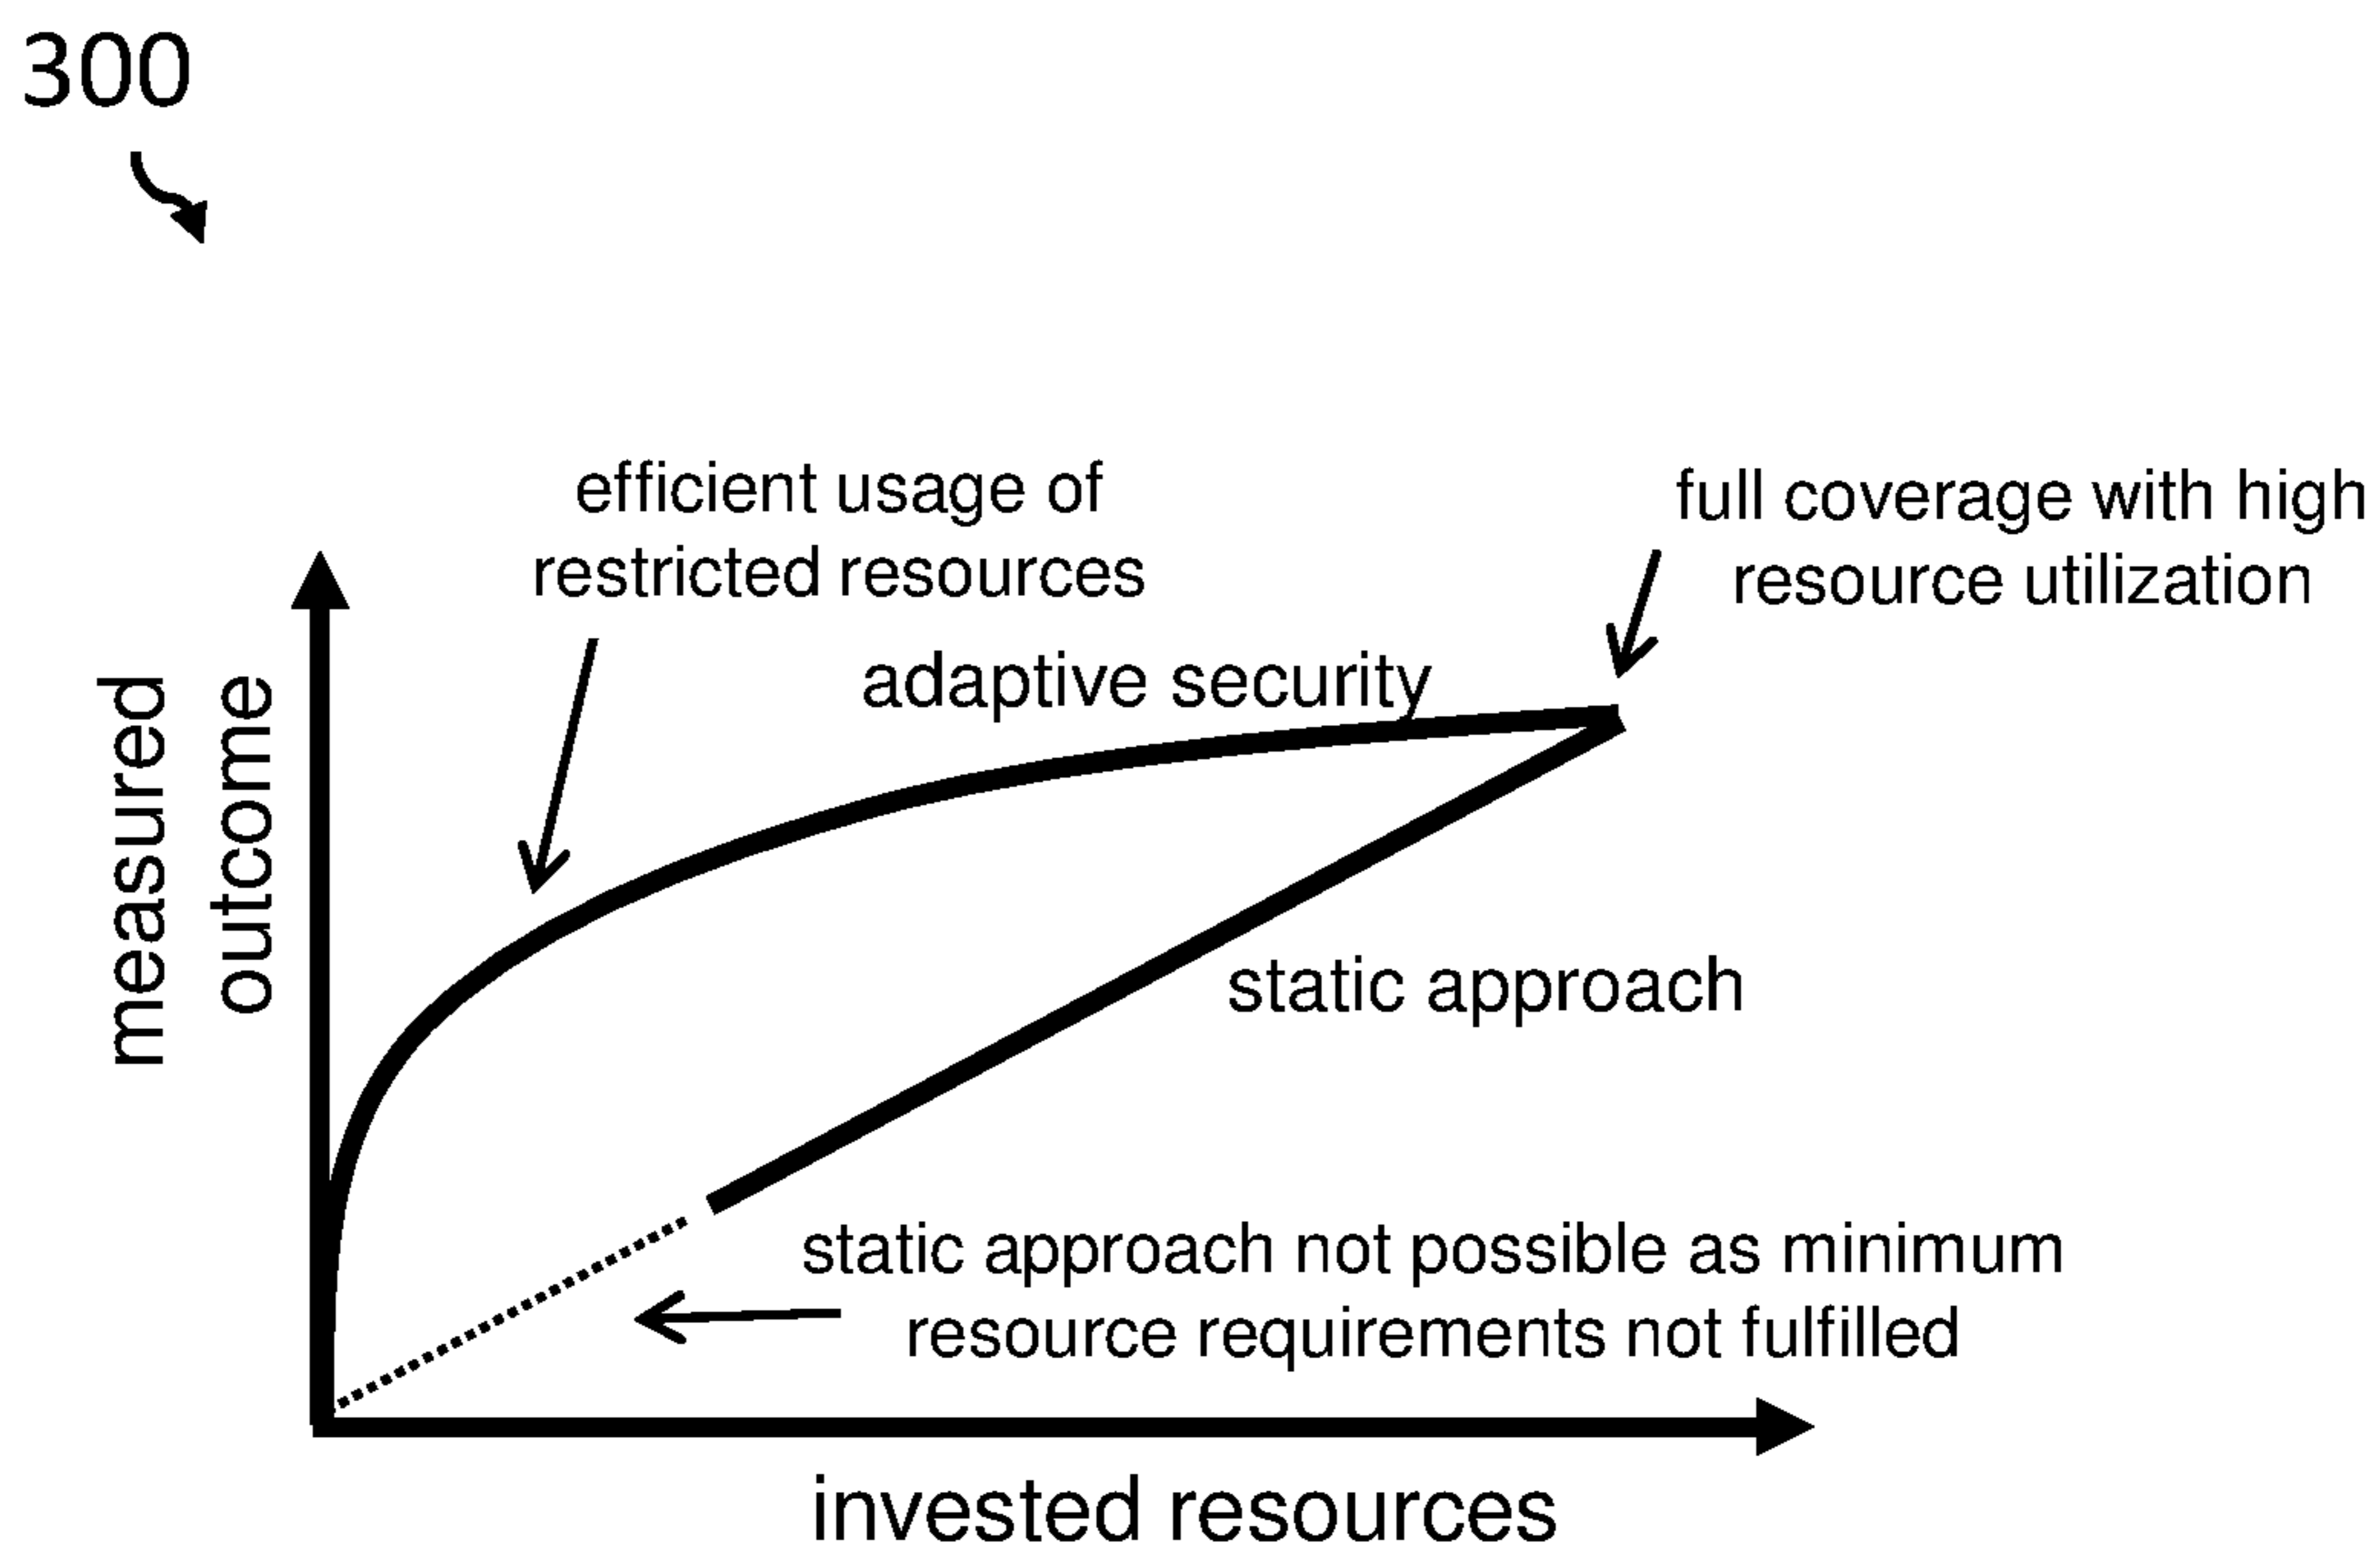 300
efficient usage of
restricted resources
full coverage with high
resource utilization
adaptive security
measured
outcome
static approach
static approach not possible as minimum
resource requirements not fulfilled
invested resources